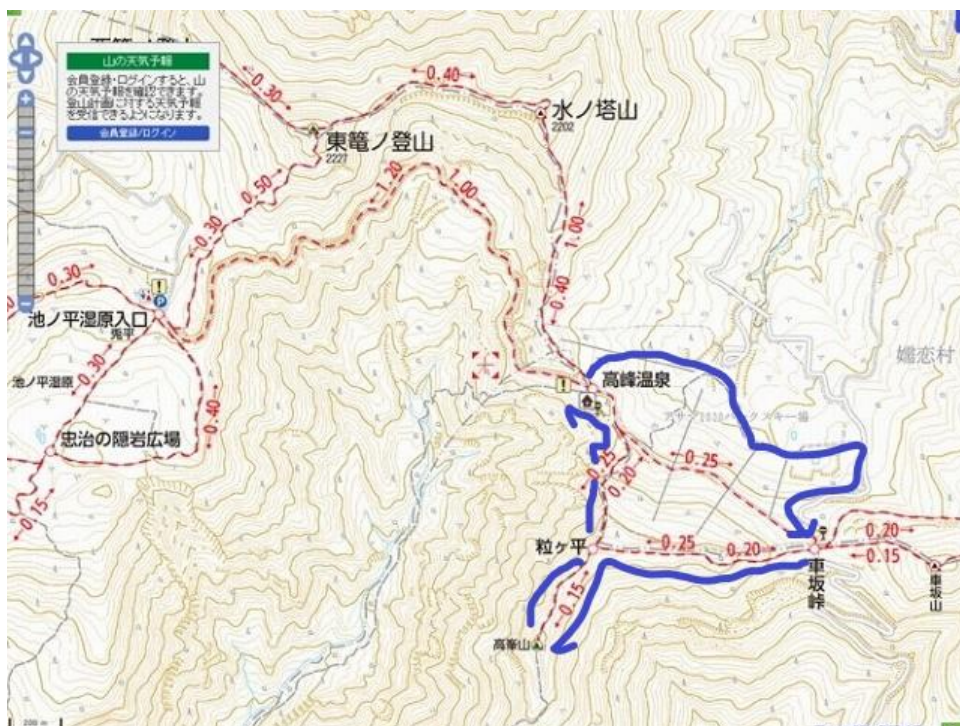 山の天気予報
会員登録・ログインすると、山
の天気予報を確認できます。
登山計画に対する天気予報
を受信できるようになります。
会員登録/ログイン
0.30
0.40
水ノ塔山
2202
東篭ノ登山
2227
1.20
1.00
0.50
0.30
0.30
1.00
0.40
池ノ平湿原入口
兎平
嬬恋村
池ノ平湿原
0.30
高峰温泉
0.40
忠治の隠岩広場
0.25
0.25
0.20
0.15
粒ヶ平
0.25
0.20
0.20
0.15
車坂峠
車坂山
0.15
高峯山
200 m